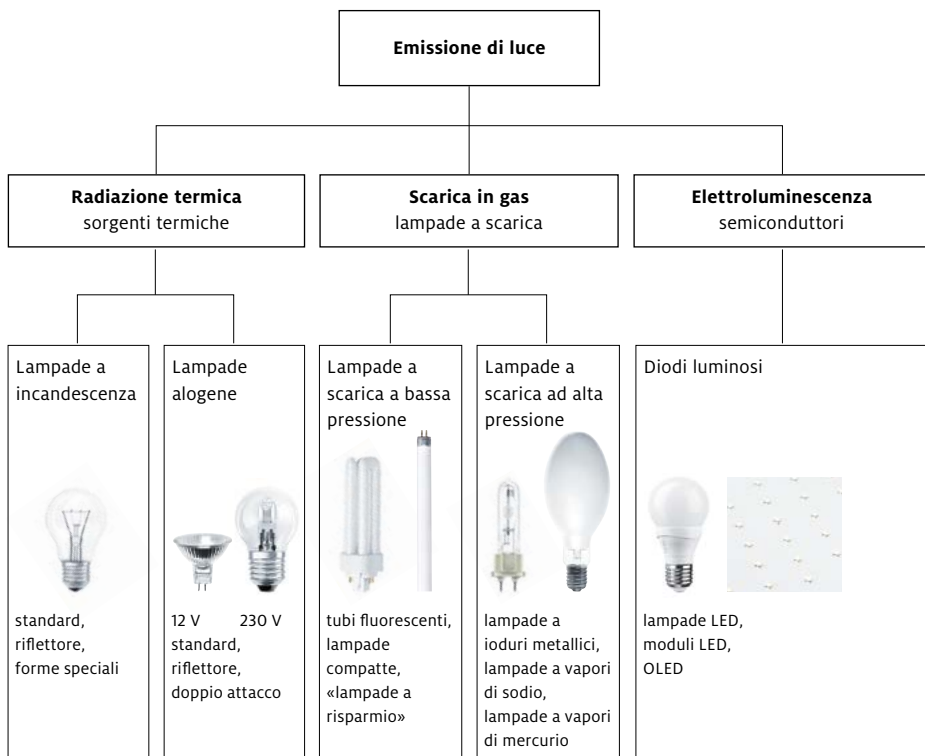 Emissione di luce
Radiazione termica
sorgenti termiche
Scarica in gas
lampade a scarica
Elettroluminescenza
semiconduttori
Lampade a
incandescenza
standard,
riflettore,
forme speciali
Lampade
alogene
12 V 230 V
standard,
riflettore,
doppio attacco
Lampade a
scarica a bassa
pressione
tubi fluorescenti,
lampade
compatte,
«lampade a
risparmio»
Lampade a
scarica ad alta
pressione
lampade a
ioduri metallici,
lampade a vapori
di sodio,
lampade a vapori
di mercurio
Diodi luminosi
lampade LED,
moduli LED,
OLED